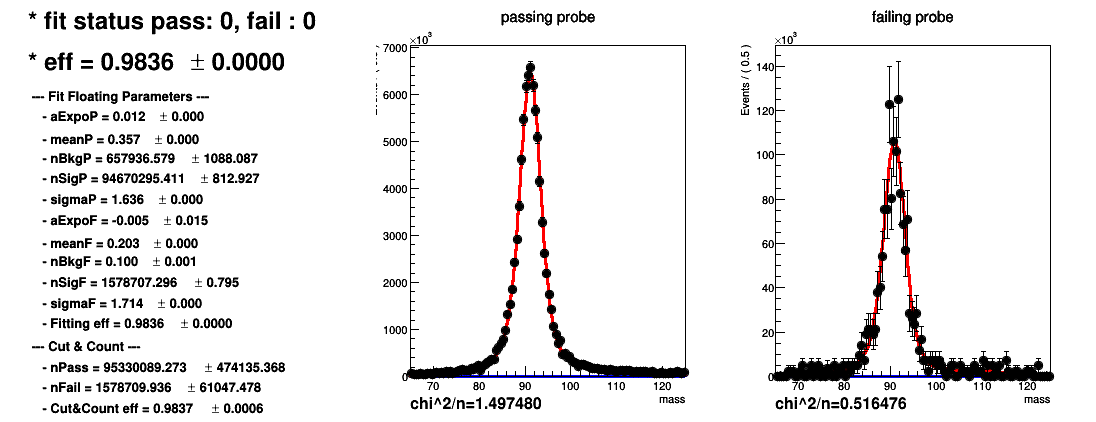 * fit status pass: 0, fail : 0
* eff = 0.9836 ± 0.0000
--- Fit Floating Parameters ---
- aExpoP = 0.012 ± 0.000
- meanP = 0.357 ± 0.000
- nBkgP = 657936.579 ± 1088.087
- nSigP = 94670295.411 ± 812.927
- sigmaP = 1.636 ± 0.000
- aExpoF = -0.005 ± 0.015
- meanF = 0.203 ± 0.000
- nBkgF = 0.100 ± 0.001
- nSigF = 1578707.296 ± 0.795
- sigmaF = 1.714 ± 0.000
- Fitting eff = 0.9836 ± 0.0000
--- Cut & Count ---
- nPass = 95330089.273 ± 474135.368
- nFail = 1578709.936 ± 61047.478
- Cut&Count eff = 0.9837 ± 0.0006
passing probe
×10³
7000
6000
5000
4000
3000
2000
1000
0
70 80 90 100 110 120
mass
chi^2/n=1.497480
failing probe
×10³
Events / ( 0.5 )
140
120
100
80
60
40
20
0
70 80 90 100 110 120
mass
chi^2/n=0.516476